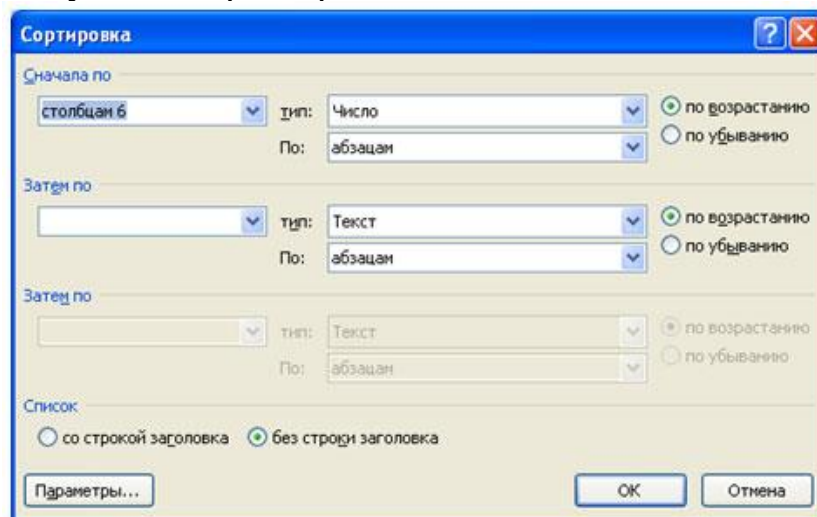 Сортировка
Сначала по
столбцам 6 тип: Число по возрастанию
По: абзацам по убыванию
Затем по
тип: Текст по возрастанию
По: абзацам по убыванию
Затем по
тип: Текст по возрастанию
По: абзацам по убыванию
Список
со строкой заголовка без строки заголовка
Параметры... ОК Отмена